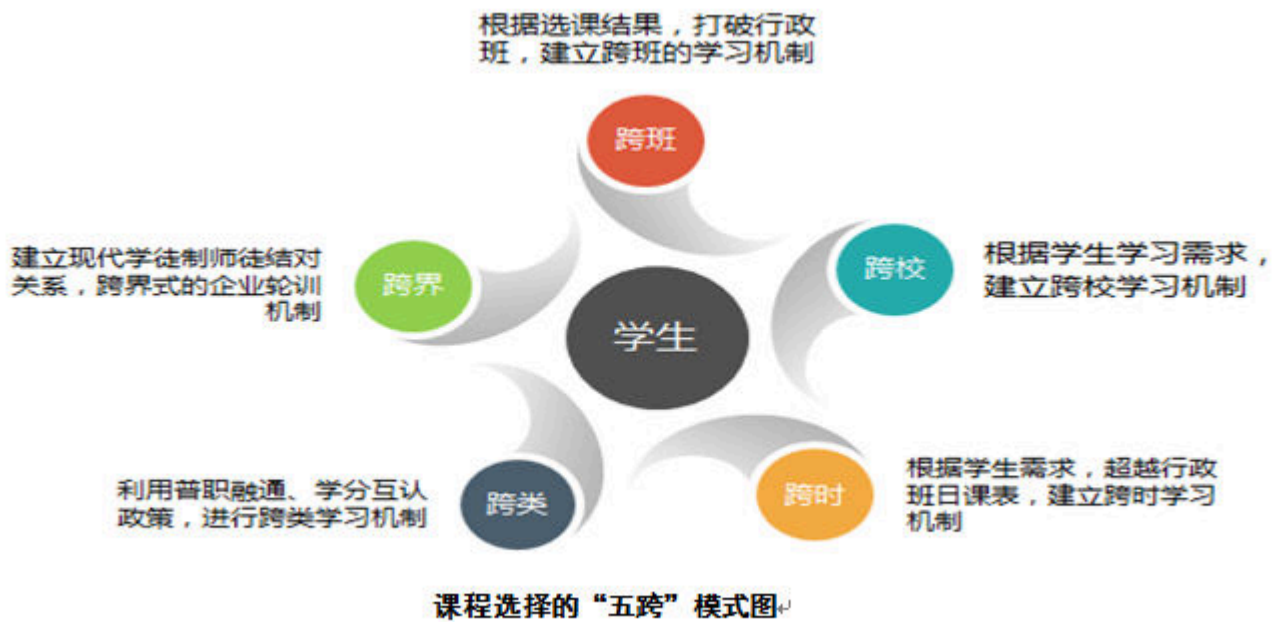 根据选课结果，打破行政
班，建立跨班的学习机制
跨班
建立现代学徒制师徒结对
关系，跨界式的企业轮训
机制
跨界
跨校
根据学生学习需求，
建立跨校学习机制
学生
利用普职融通、学分互认
政策，进行跨类学习机制
跨类
跨时
根据学生需求，超越行政
班日课表，建立跨时学习
机制
课程选择的“五跨”模式图↵